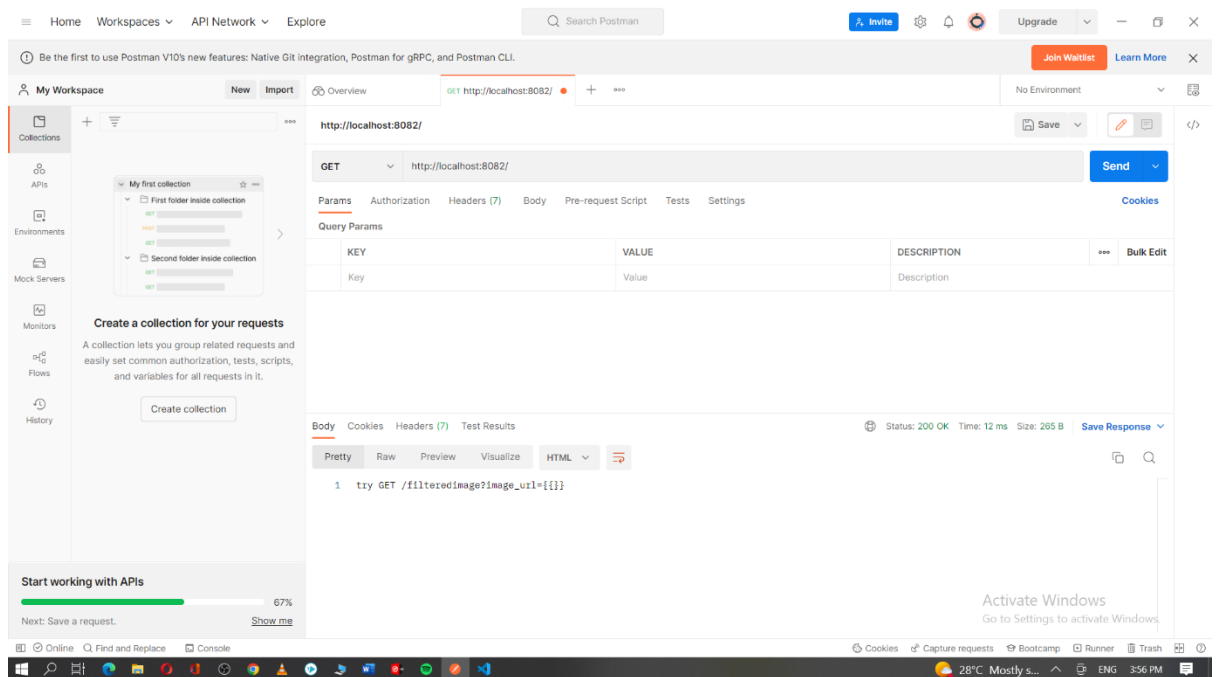 Home Workspaces API Network Explore Search Postman Invite Upgrade
Be the first to use Postman V10's new features: Native Git integration, Postman for gRPC, and Postman CLI. Join Waitlist Learn More
My Workspace New Import Overview GET http://localhost:8082/ No Environment
Collections
http://localhost:8082/ Save
GET http://localhost:8082/ Send
APIs
My first collection
First folder inside collection
GET
POST
GET
Second folder inside collection
GET
GET
Params Authorization Headers (7) Body Pre-request Script Tests Settings Cookies
Query Params
Environments
KEY VALUE DESCRIPTION Bulk Edit
Key Value Description
Mock Servers
Monitors
Create a collection for your requests
A collection lets you group related requests and
easily set common authorization, tests, scripts,
and variables for all requests in it.
Flows
Create collection
History
Body Cookies Headers (7) Test Results Status: 200 OK Time: 12 ms Size: 265 B Save Response
Pretty Raw Preview Visualize HTML
1 try GET /filteredimage?image_url={{}}
Start working with APIs
67%
Next: Save a request. Show me
Activate Windows
Go to Settings to activate Windows.
Online Find and Replace Console Cookies Capture requests Bootcamp Runner Trash
28°C Mostly s... ENG 3:56 PM